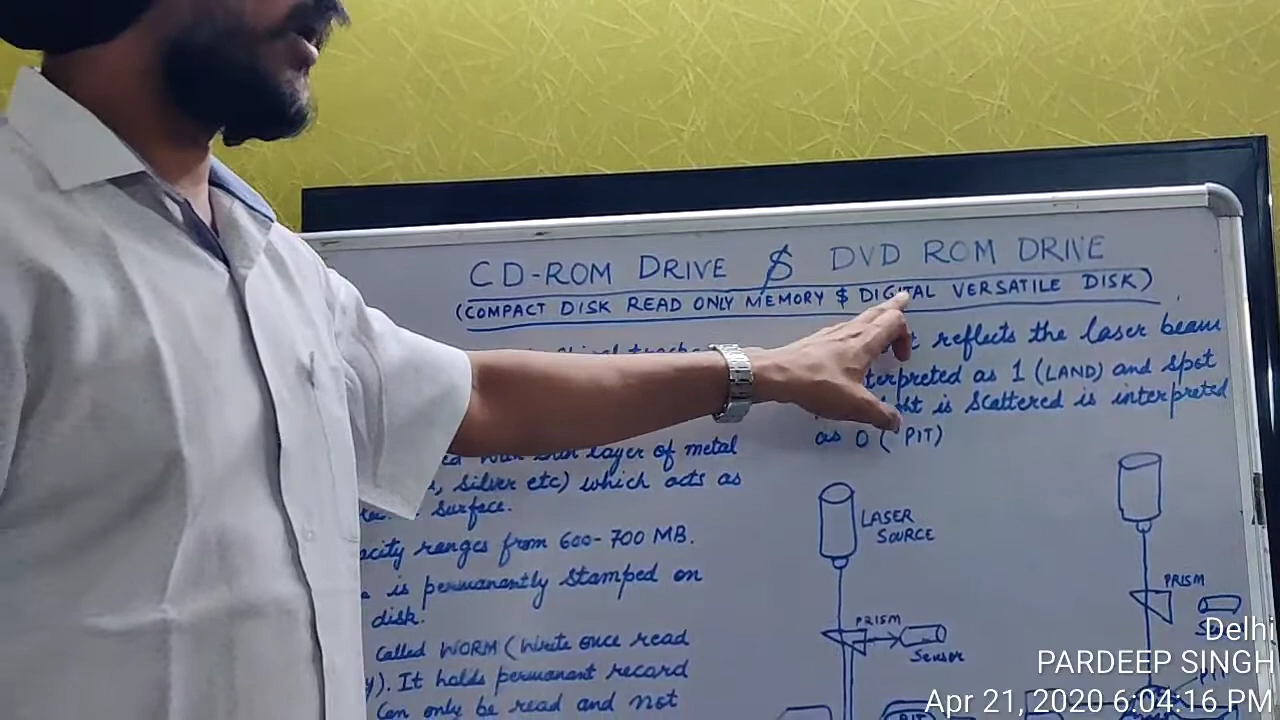 CD-ROM DRIVE $ DVD ROM DRIVE
(COMPACT DISK READ ONLY MEMORY $ DIGITAL VERSATILE DISK)
layer of metal
, silver etc) which acts as
surface.
ranges from 600-700 MB.
is permanantly stamped on
disk.
Called WORM (Write once read
). It holds permanant record
Can only be read and not
reflects the laser beam
as 1 (LAND) and spot
is scattered is interpreted
as 0 (PIT)
LASER
SOURCE
PRISM
Sensor
PIT
PRISM
PIT
Delhi
PARDEEP SINGH
Apr 21, 2020 6:04:16 PM